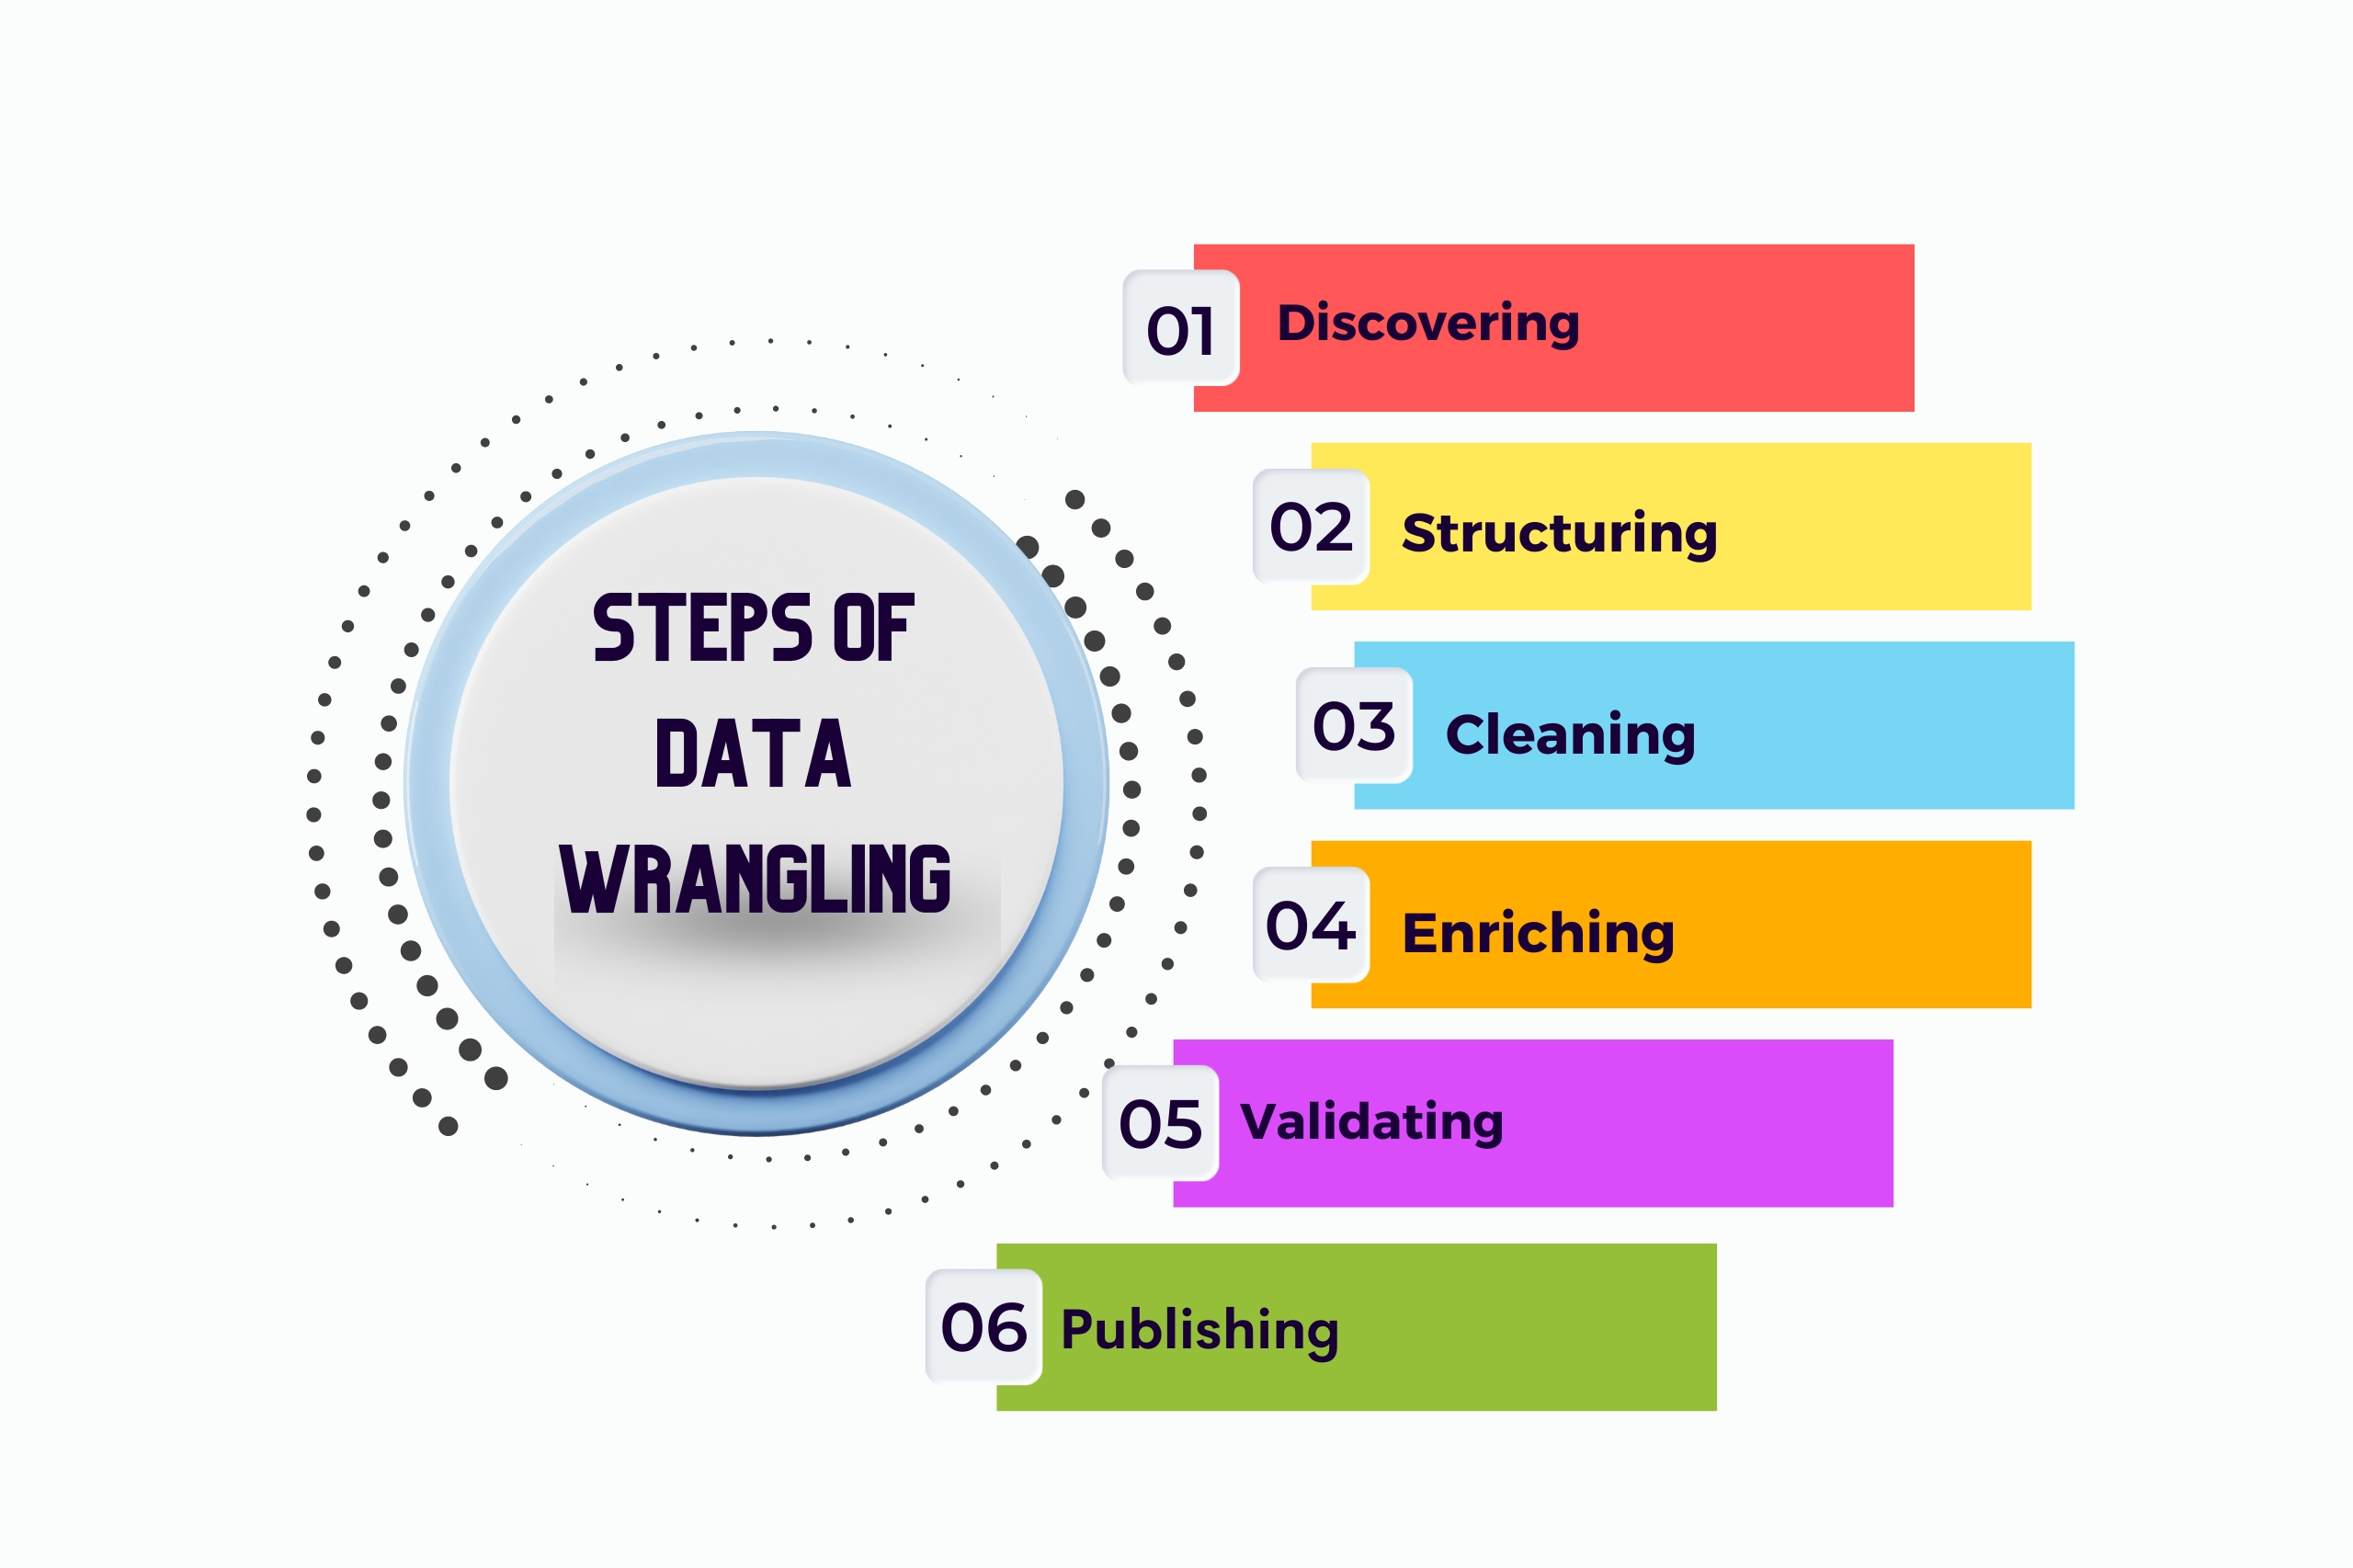 STEPS OF
DATA
WRANGLING
01
Discovering
02
Structuring
03
Cleaning
04
Enriching
05
Validating
06
Publishing